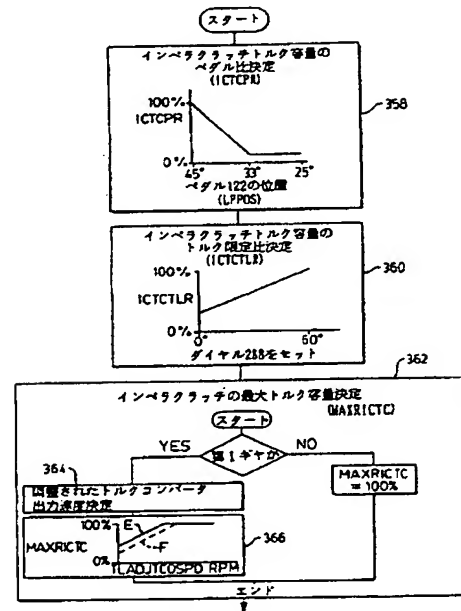 スタート
インペラクラッチトルク容量の
ペダル比決定
(ICTCPR)
100%
ICTCPR
0%
45° 33° 25°
ペダル122の位置
(LPPOS)
358
インペラクラッチトルク容量の
トルク限定比決定
(ICTCTLR)
100%
ICTCTLR
0%
0° 60°
ダイヤル288をセット
360
362
インペラクラッチの最大トルク容量決定
(MAXRICTC)
スタート
YES 第1ギヤか NO
364
調整されたトルクコンバータ
出力速度決定
MAXRICTC
= 100%
100% E
MAXRICTC F
0%
TCADJTCOSPD RPM
366
エンド